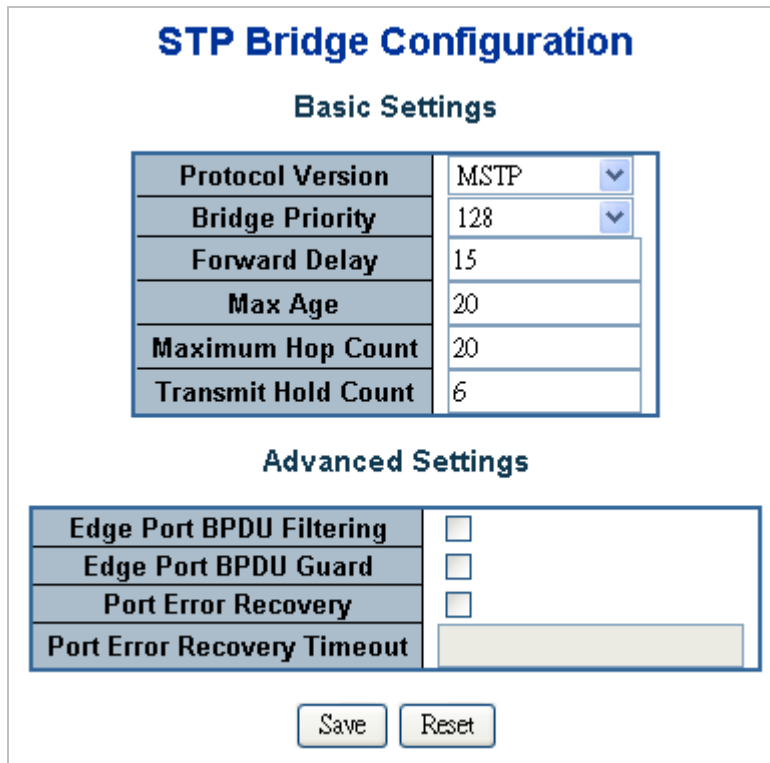 STP Bridge Configuration
Basic Settings
Protocol Version MSTP
Bridge Priority 128
Forward Delay 15
Max Age 20
Maximum Hop Count 20
Transmit Hold Count 6
Advanced Settings
Edge Port BPDU Filtering
Edge Port BPDU Guard
Port Error Recovery
Port Error Recovery Timeout
Save Reset